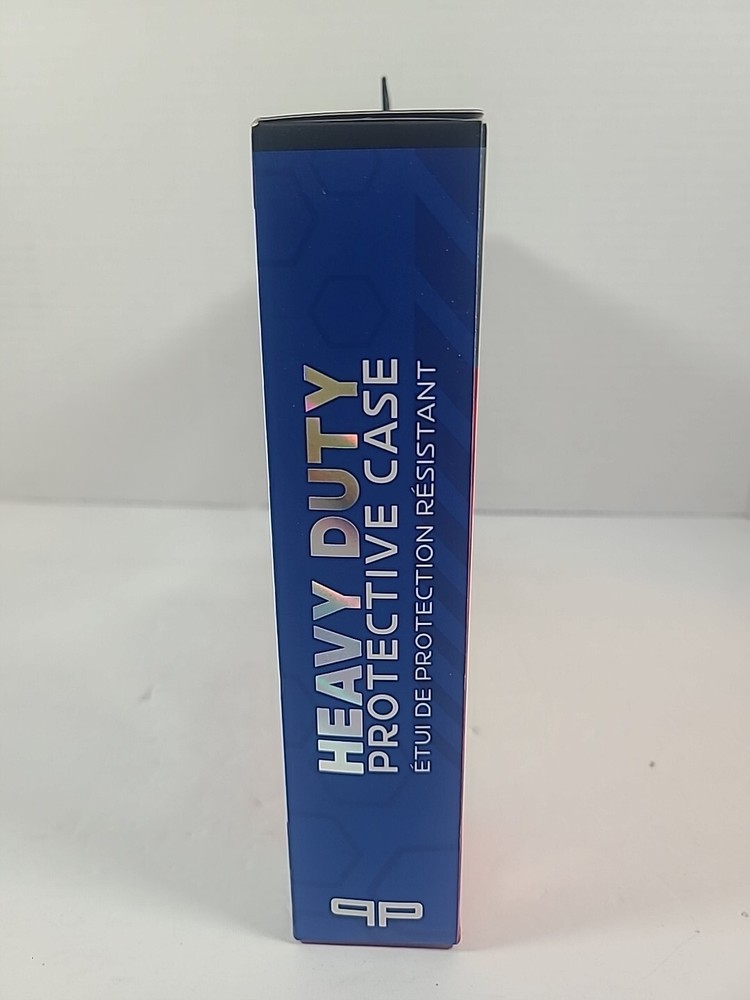 HEAVY DUTY
PROTECTIVE CASE
ÉTUI DE PROTECTION RÉSISTANT